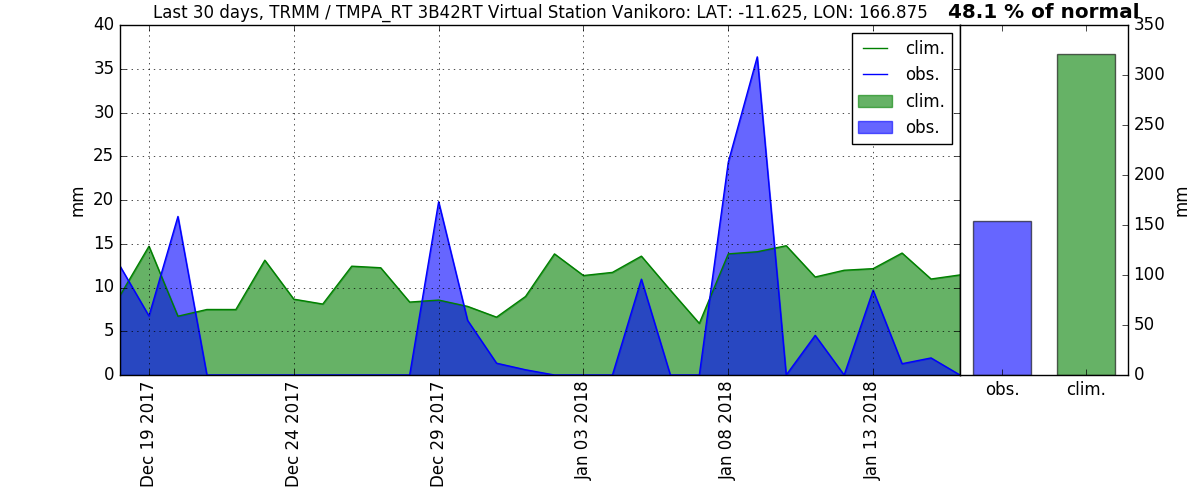 Last 30 days, TRMM / TMPA_RT 3B42RT Virtual Station Vanikoro: LAT: -11.625, LON: 166.875
48.1 % of normal
40
35
30
25
20
15
10
5
0
mm
clim.
obs.
clim.
obs.
Dec 19 2017
Dec 24 2017
Dec 29 2017
Jan 03 2018
Jan 08 2018
Jan 13 2018
350
300
250
200
150
100
50
0
mm
obs.
clim.